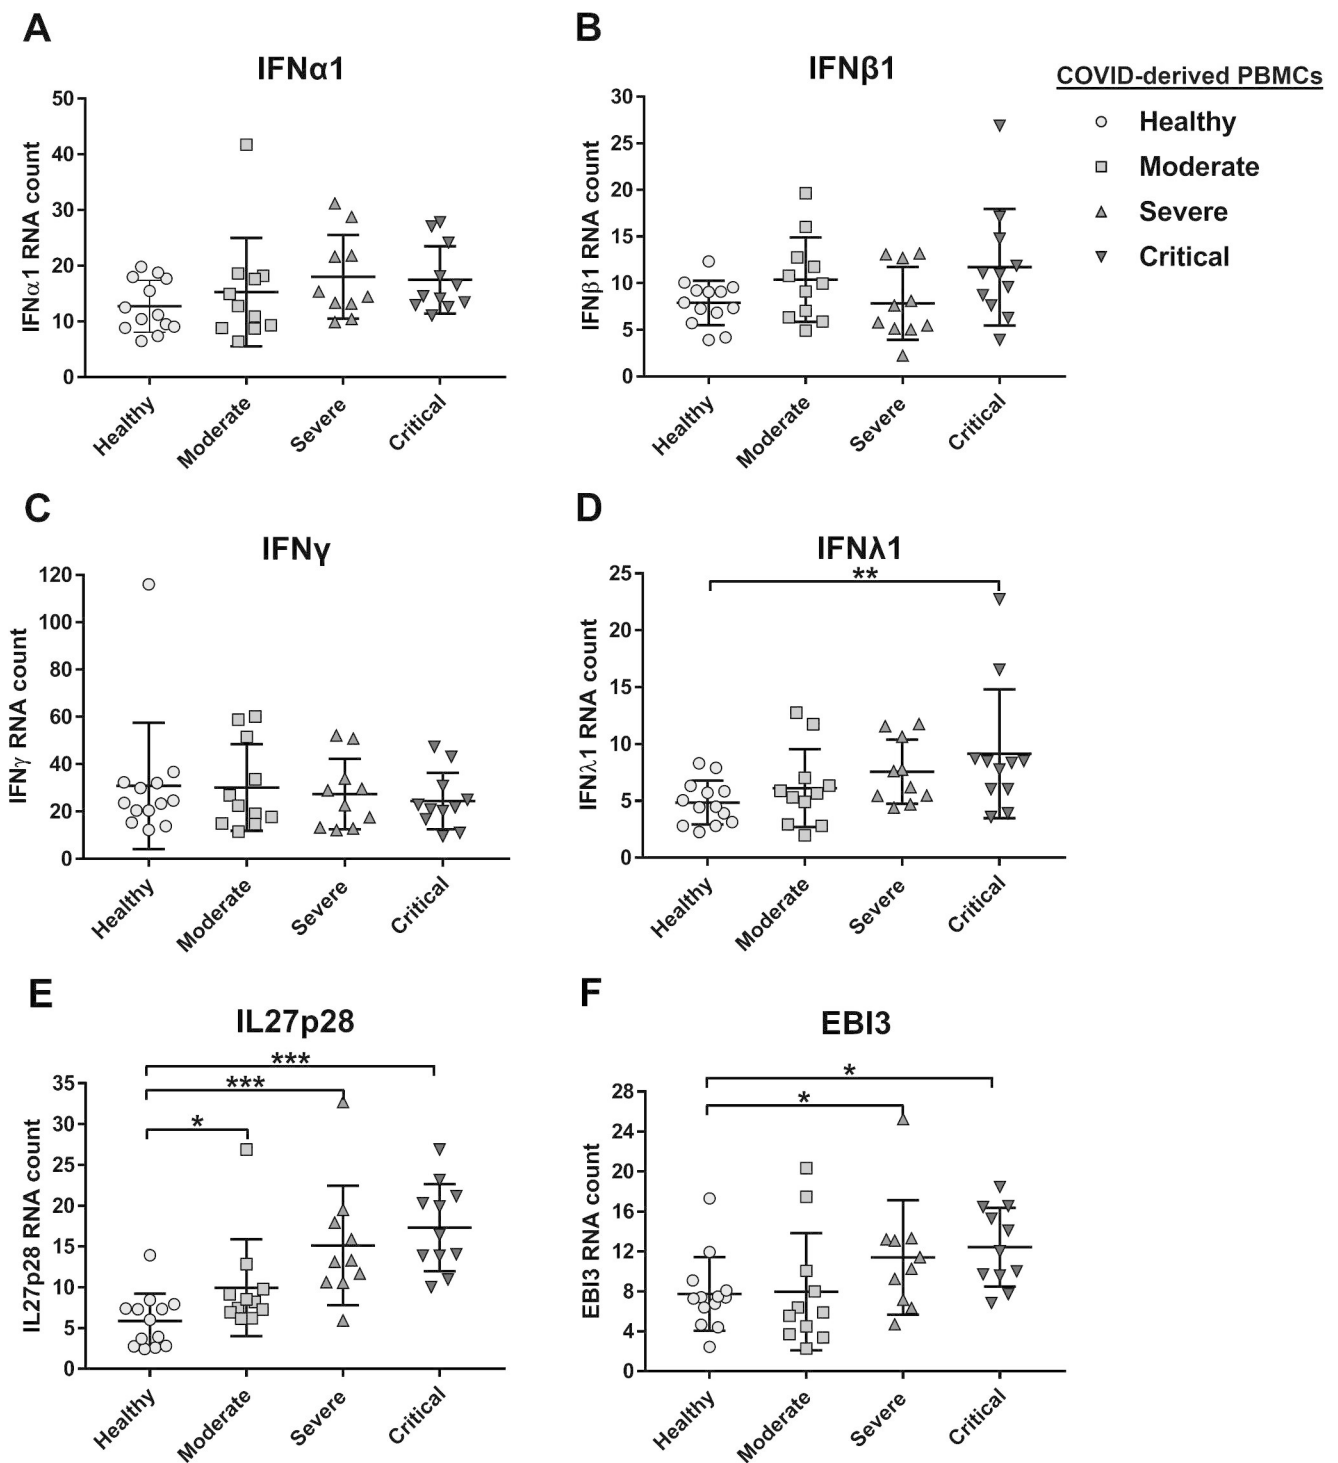 A
IFNα1
IFNα1 RNA count
50
40
30
20
10
0
Healthy
Moderate
Severe
Critical
B
IFNβ1
IFNβ1 RNA count
30
25
20
15
10
5
0
Healthy
Moderate
Severe
Critical
COVID-derived PBMCs
Healthy
Moderate
Severe
Critical
C
IFNγ
IFNγ RNA count
120
100
80
60
40
20
0
Healthy
Moderate
Severe
Critical
D
IFNλ1
**
IFNλ1 RNA count
25
20
15
10
5
0
Healthy
Moderate
Severe
Critical
E
IL27p28
***
***
*
IL27p28 RNA count
35
30
25
20
15
10
5
0
Healthy
Moderate
Severe
Critical
F
EBI3
*
*
EBI3 RNA count
28
24
20
16
12
8
4
0
Healthy
Moderate
Severe
Critical